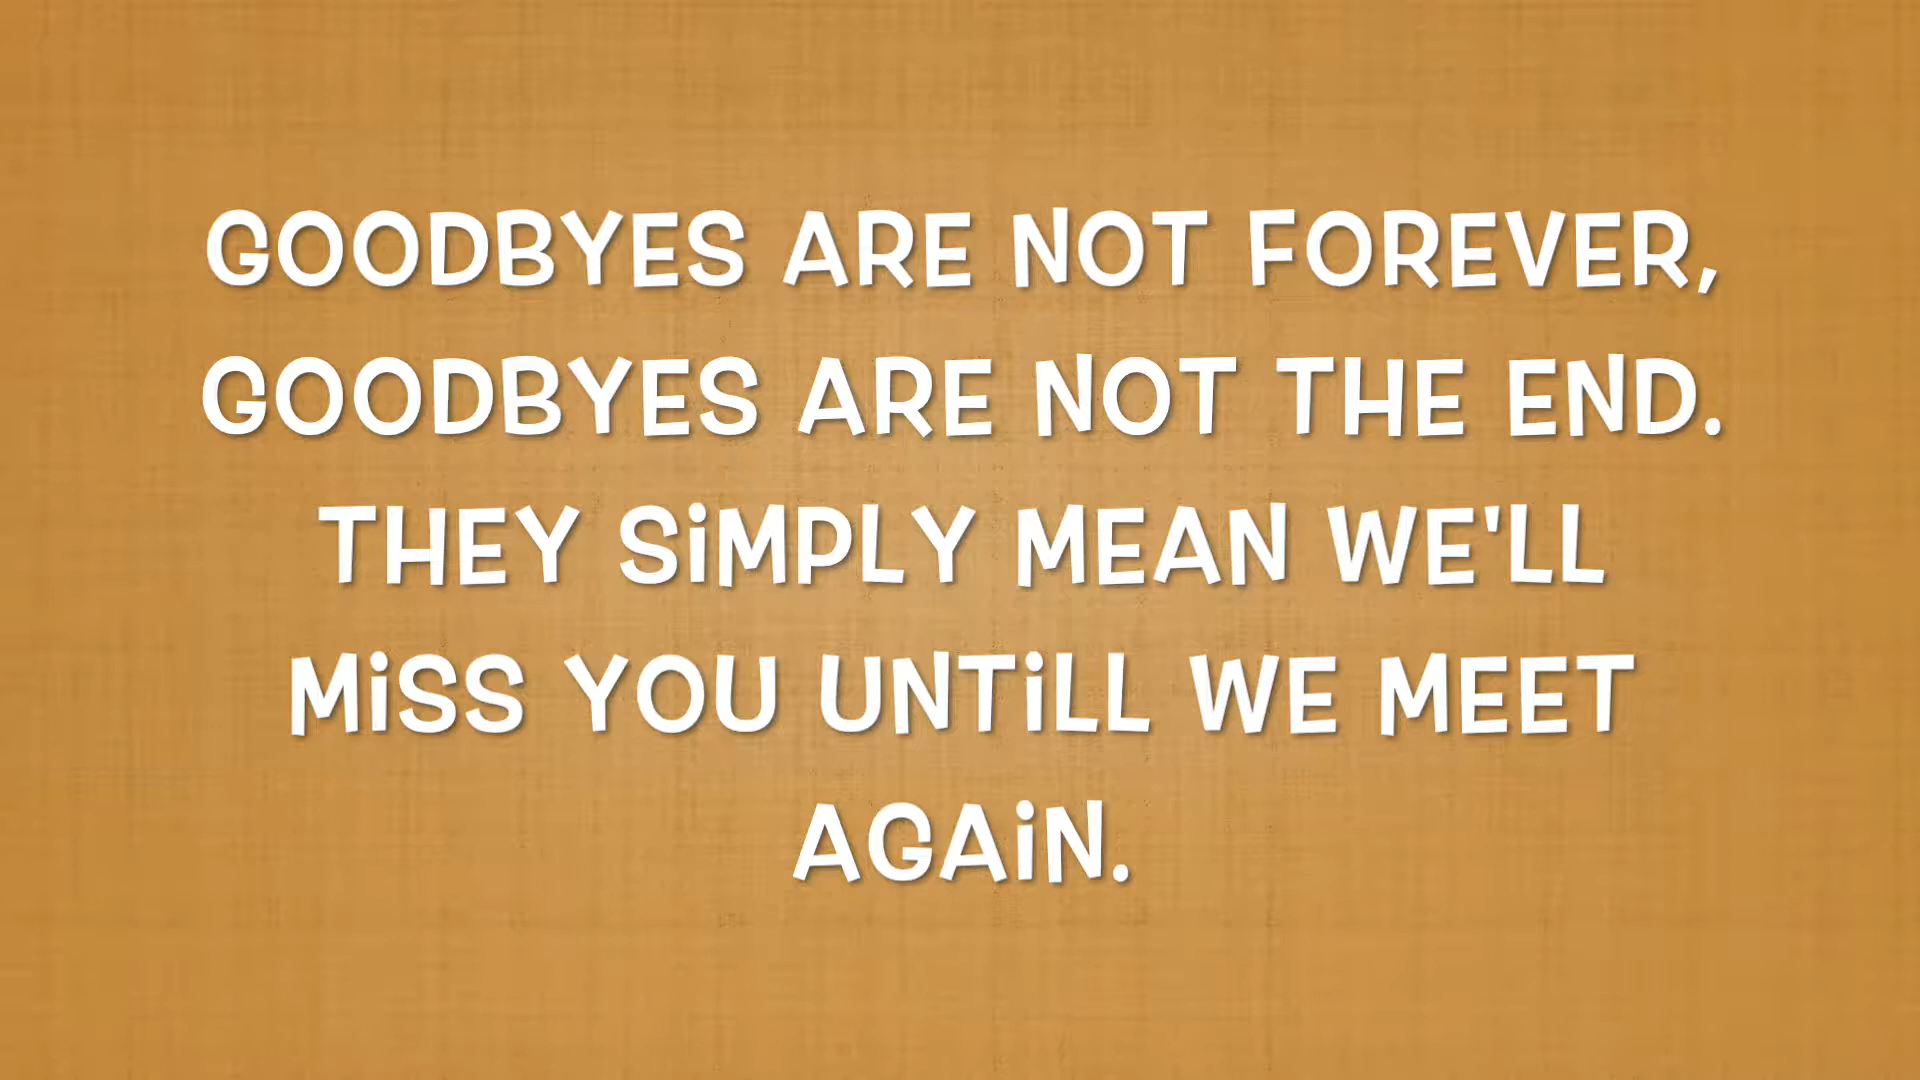 GOODBYES ARE NOT FOREVER,
GOODBYES ARE NOT THE END.
THEY SiMPLY MEAN WE'LL
MiSS YOU UNTiLL WE MEET
AGAiN.